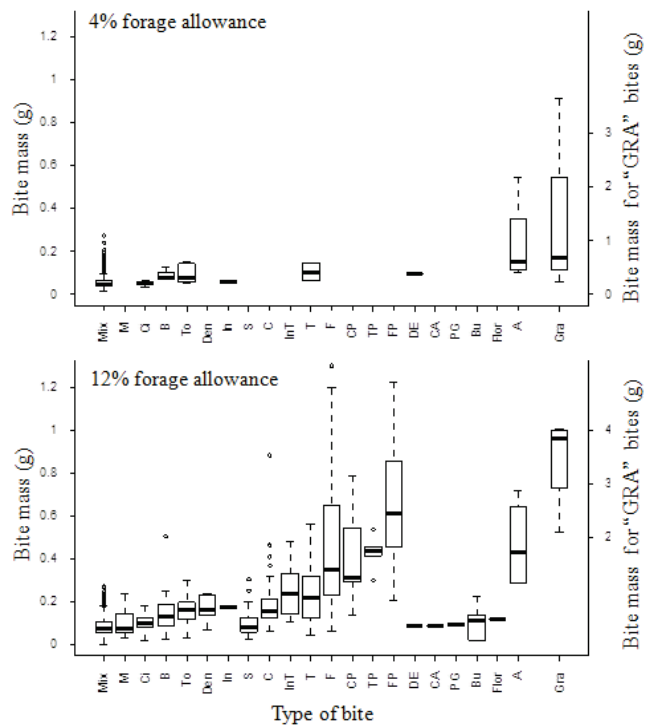 4% forage allowance
1.2
1
0.8
0.6
0.4
0.2
0
Bite mass (g)
3
2
1
0
Bite mass for “GRA” bites (g)
Mix M Ci B To Den In S C InT T F CP TP FP DE CA PG Bu Flor A Gra
12% forage allowance
1.2
1
0.8
0.6
0.4
0.2
0
Bite mass (g)
4
3
2
Bite mass for“GRA” bites (g)
Mix M Ci B To Den In S C InT T F CP TP FP DE CA PG Bu Flor A Gra
Type of bite